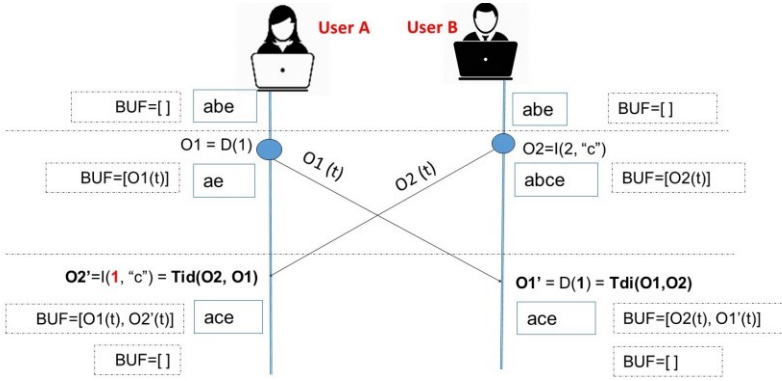 User A
User B
BUF=[ ]
abe
abe
BUF=[ ]
O1 = D(1)
O1 (t)
O2 (t)
O2=I(2, “c”)
BUF=[O1(t)]
ae
abce
BUF=[O2(t)]
O2’=I(1, “c”) = Tid(O2, O1)
O1’ = D(1) = Tdi(O1,O2)
BUF=[O1(t), O2’(t)]
ace
ace
BUF=[O2(t), O1’(t)]
BUF=[ ]
BUF=[ ]